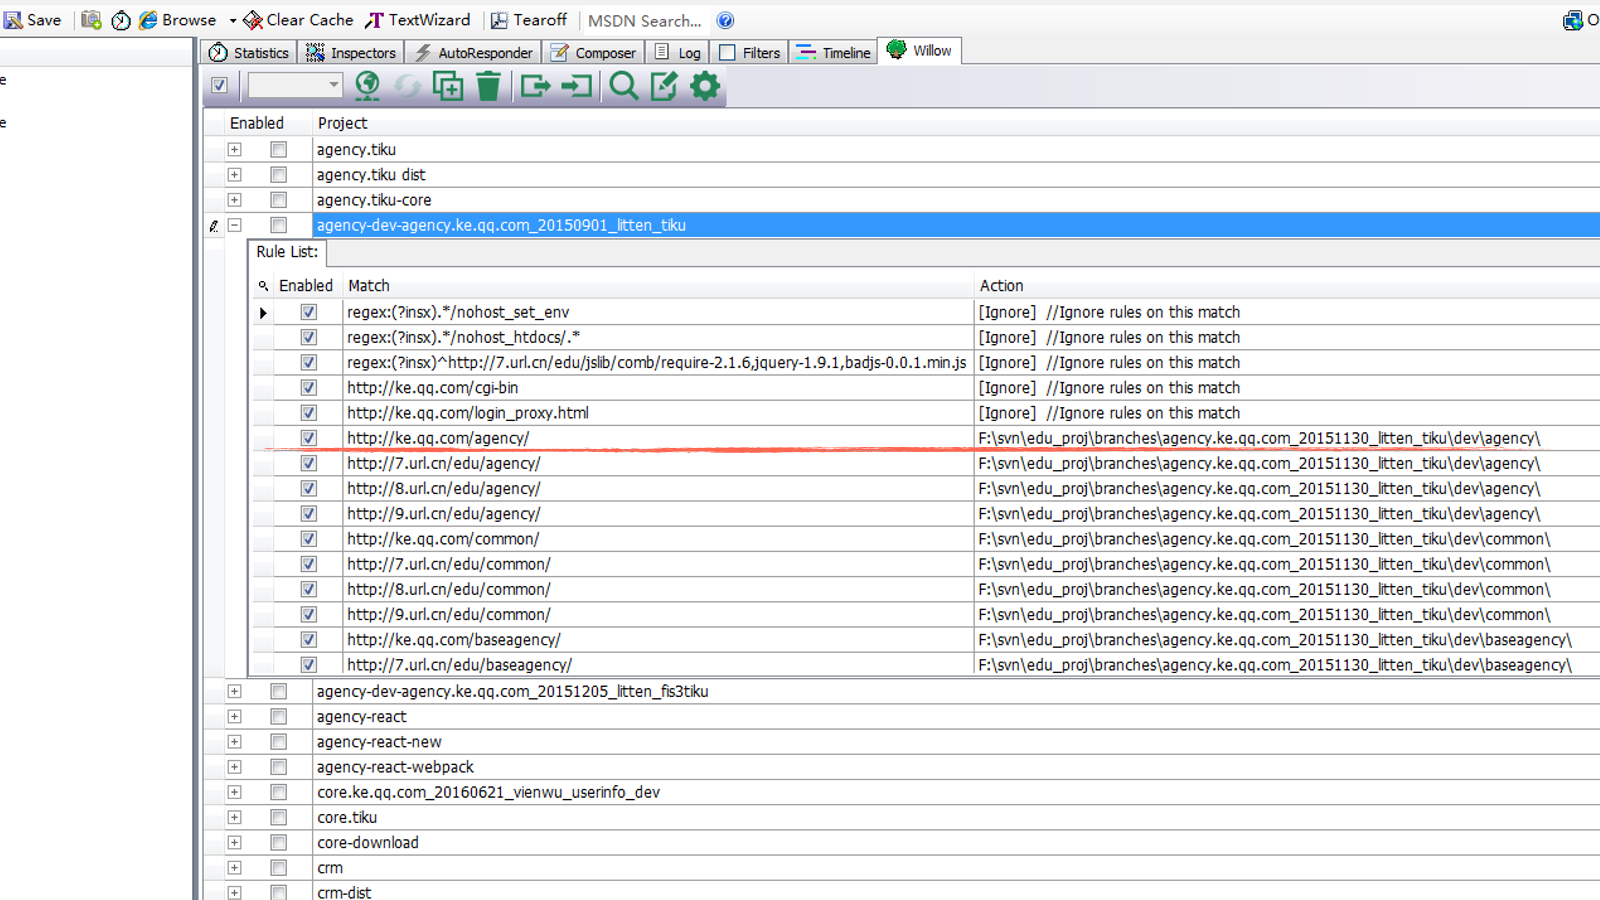 Save Browse Clear Cache TextWizard Tearoff MSDN Search...
Statistics Inspectors AutoResponder Composer Log Filters Timeline Willow
Enabled Project
agency.tiku
agency.tiku dist
agency.tiku-core
agency-dev-agency.ke.qq.com_20150901_litten_tiku
Rule List:
Enabled Match Action
regex:(?insx).*/nohost_set_env [Ignore] //Ignore rules on this match
regex:(?insx).*/nohost_htdocs/.* [Ignore] //Ignore rules on this match
regex:(?insx)^http://7.url.cn/edu/jslib/comb/require-2.1.6,jquery-1.9.1,badjs-0.0.1.min.js [Ignore] //Ignore rules on this match
http://ke.qq.com/cgi-bin [Ignore] //Ignore rules on this match
http://ke.qq.com/login_proxy.html [Ignore] //Ignore rules on this match
http://ke.qq.com/agency/ F:\svn\edu_proj\branches\agency.ke.qq.com_20151130_litten_tiku\dev\agency\
http://7.url.cn/edu/agency/ F:\svn\edu_proj\branches\agency.ke.qq.com_20151130_litten_tiku\dev\agency\
http://8.url.cn/edu/agency/ F:\svn\edu_proj\branches\agency.ke.qq.com_20151130_litten_tiku\dev\agency\
http://9.url.cn/edu/agency/ F:\svn\edu_proj\branches\agency.ke.qq.com_20151130_litten_tiku\dev\agency\
http://ke.qq.com/common/ F:\svn\edu_proj\branches\agency.ke.qq.com_20151130_litten_tiku\dev\common\
http://7.url.cn/edu/common/ F:\svn\edu_proj\branches\agency.ke.qq.com_20151130_litten_tiku\dev\common\
http://8.url.cn/edu/common/ F:\svn\edu_proj\branches\agency.ke.qq.com_20151130_litten_tiku\dev\common\
http://9.url.cn/edu/common/ F:\svn\edu_proj\branches\agency.ke.qq.com_20151130_litten_tiku\dev\common\
http://ke.qq.com/baseagency/ F:\svn\edu_proj\branches\agency.ke.qq.com_20151130_litten_tiku\dev\baseagency\
http://7.url.cn/edu/baseagency/ F:\svn\edu_proj\branches\agency.ke.qq.com_20151130_litten_tiku\dev\baseagency\
agency-dev-agency.ke.qq.com_20151205_litten_fis3tiku
agency-react
agency-react-new
agency-react-webpack
core.ke.qq.com_20160621_vienwu_userinfo_dev
core.tiku
core-download
crm
crm-dist